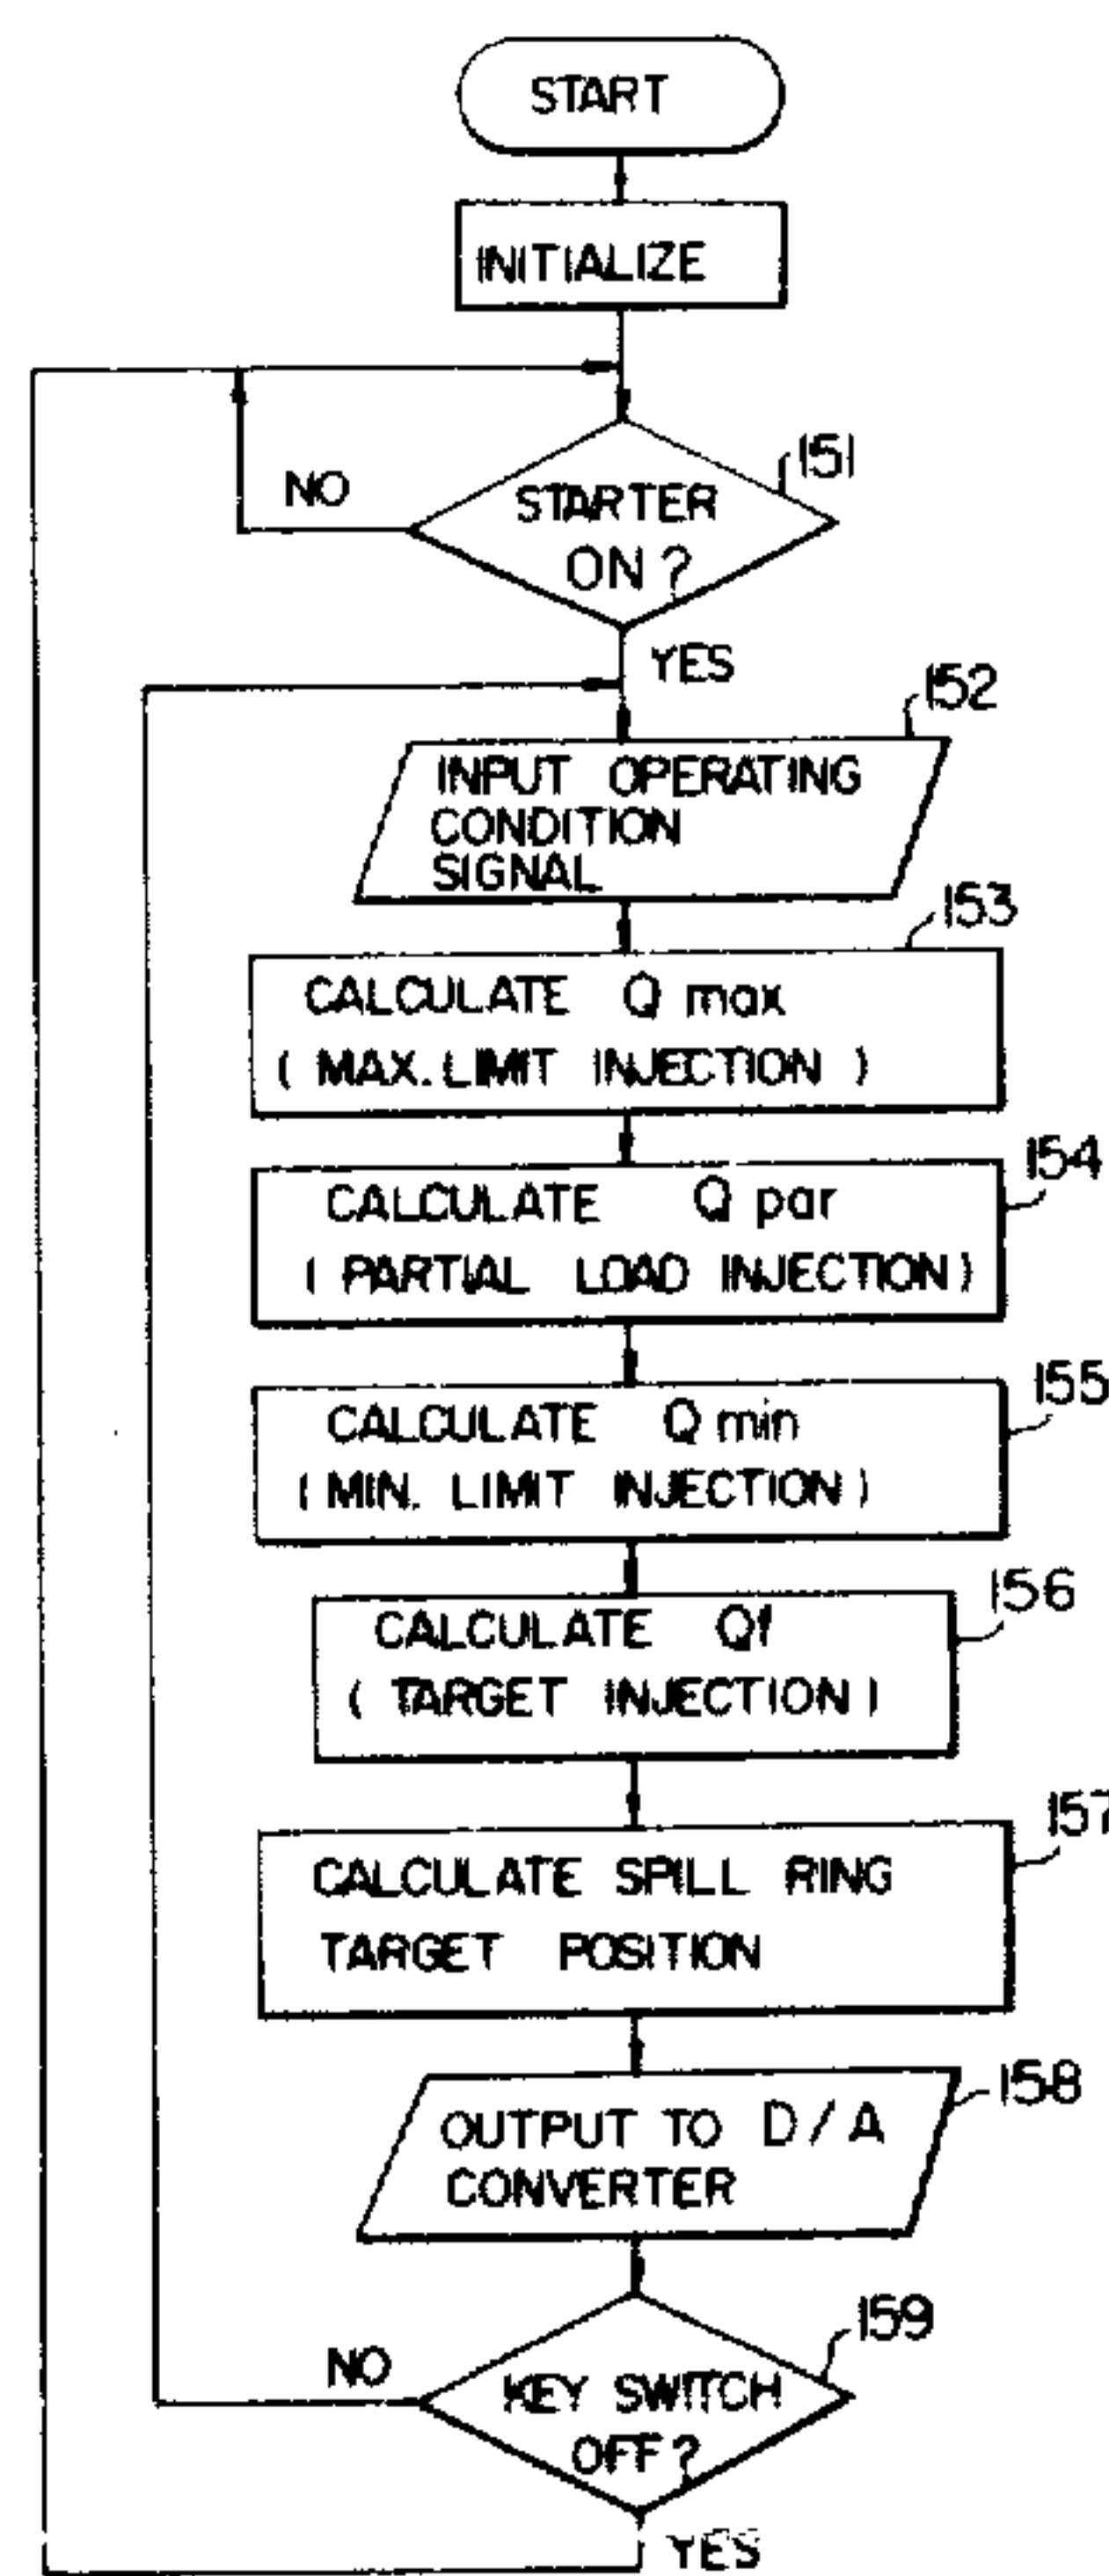 START
INITIALIZE
151
NO
STARTER
ON?
YES
152
INPUT OPERATING
CONDITION
SIGNAL
153
CALCULATE Q max
( MAX. LIMIT INJECTION )
154
CALCULATE Q par
( PARTIAL LOAD INJECTION )
155
CALCULATE Q min
( MIN. LIMIT INJECTION )
156
CALCULATE Qf
( TARGET INJECTION )
157
CALCULATE SPILL RING
TARGET POSITION
158
OUTPUT TO D/A
CONVERTER
159
NO
KEY SWITCH
OFF?
YES